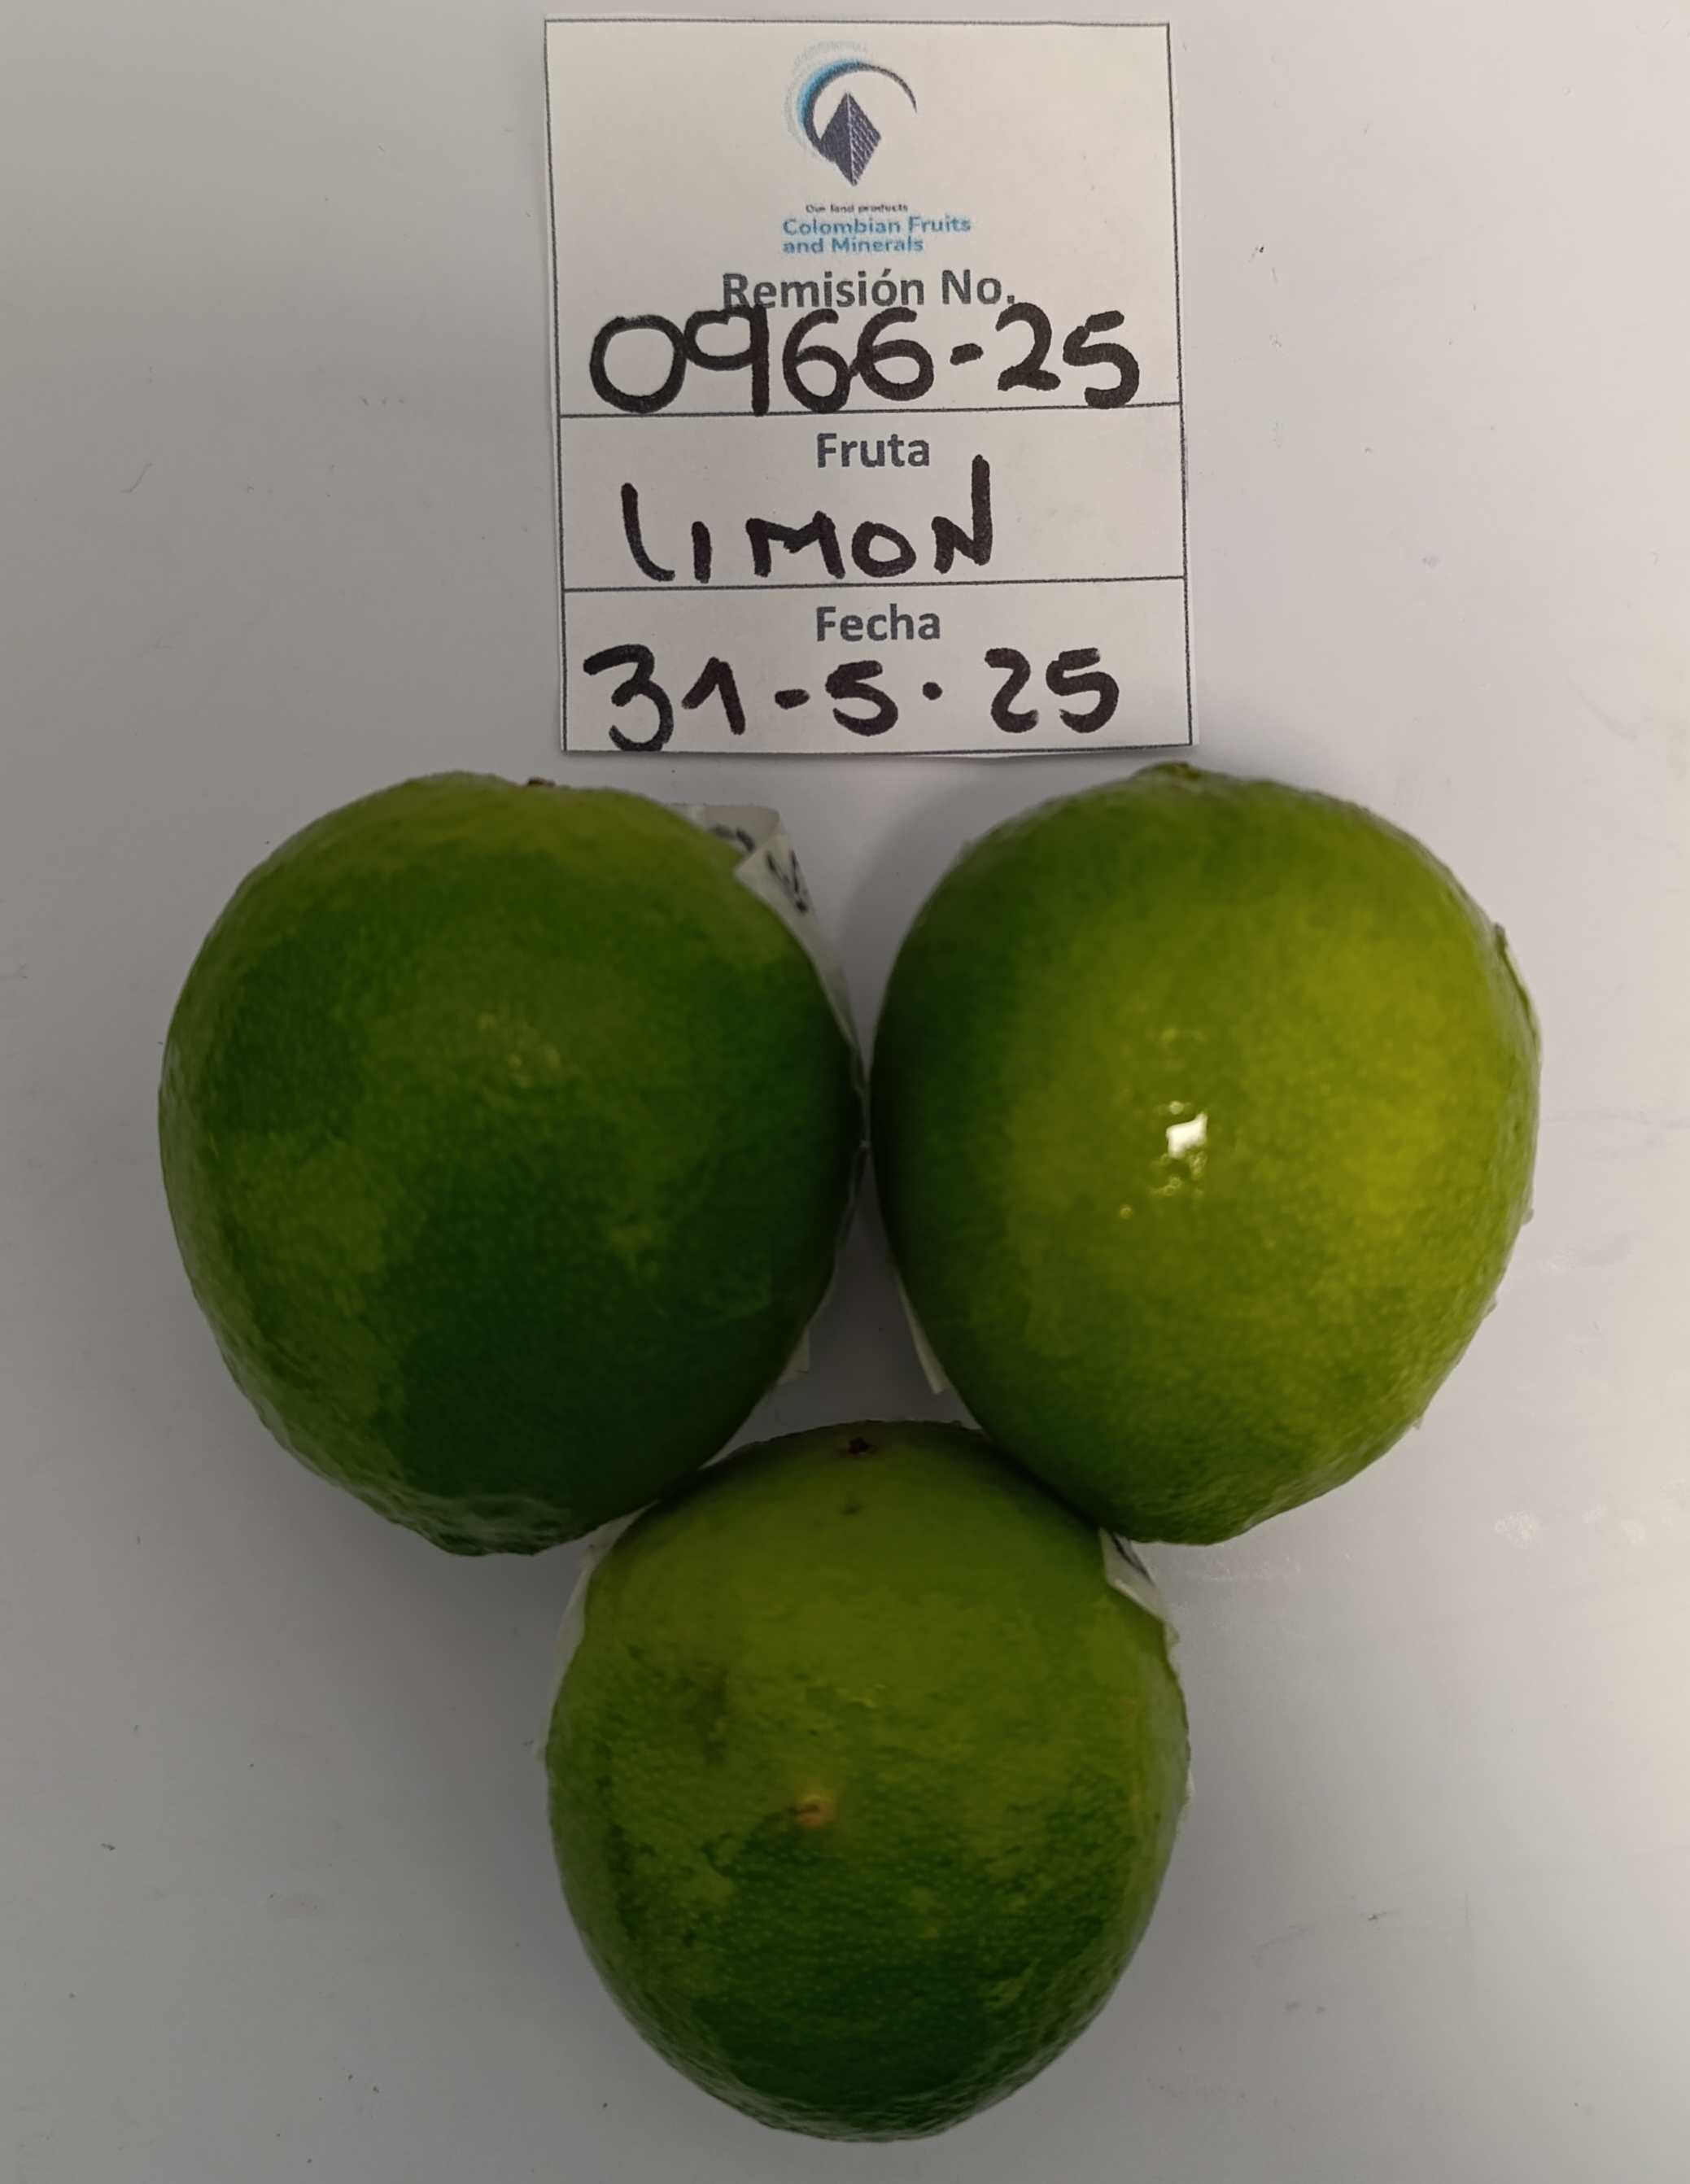 Our land products
Colombian Fruits
and Minerals
Remisión No.
0966-25
Fruta
LIMON
Fecha
31-5·25